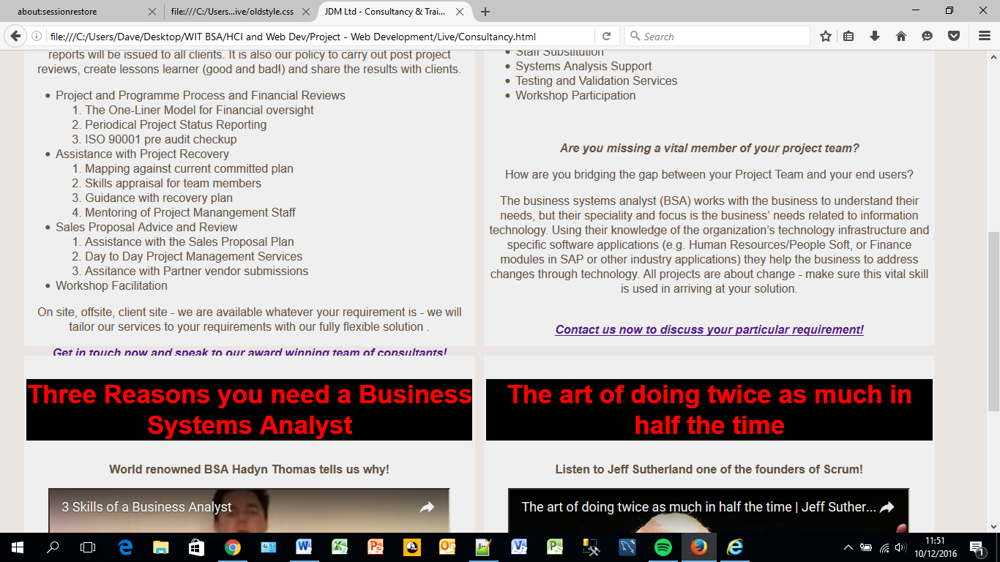 about:sessionrestore
file:///C:/Users...ive/oldstyle.css
JDM Ltd - Consultancy & Trai...
file:///C:/Users/Dave/Desktop/WIT BSA/HCI and Web Dev/Project - Web Development/Live/Consultancy.html
Search
reports will be issued to all clients. It is also our policy to carry out post project
reviews, create lessons learner (good and bad!) and share the results with clients.
• Project and Programme Process and Financial Reviews
1. The One-Liner Model for Financial oversight
2. Periodical Project Status Reporting
3. ISO 90001 pre audit checkup
• Assistance with Project Recovery
1. Mapping against current committed plan
2. Skills appraisal for team members
3. Guidance with recovery plan
4. Mentoring of Project Manangement Staff
• Sales Proposal Advice and Review
1. Assistance with the Sales Proposal Plan
2. Day to Day Project Management Services
3. Assitance with Partner vendor submissions
• Workshop Facilitation
On site, offsite, client site - we are available whatever your requirement is - we will
tailor our services to your requirements with our fully flexible solution .
Get in touch now and speak to our award winning team of consultants!
• Staff Substitution
• Systems Analysis Support
• Testing and Validation Services
• Workshop Participation
Are you missing a vital member of your project team?
How are you bridging the gap between your Project Team and your end users?
The business systems analyst (BSA) works with the business to understand their
needs, but their speciality and focus is the business’ needs related to information
technology. Using their knowledge of the organization’s technology infrastructure and
specific software applications (e.g. Human Resources/People Soft, or Finance
modules in SAP or other industry applications) they help the business to address
changes through technology. All projects are about change - make sure this vital skill
is used in arriving at your solution.
Contact us now to discuss your particular requirement!
Three Reasons you need a Business
Systems Analyst
World renowned BSA Hadyn Thomas tells us why!
3 Skills of a Business Analyst
The art of doing twice as much in
half the time
Listen to Jeff Sutherland one of the founders of Scrum!
The art of doing twice as much in half the time | Jeff Suther...
11:51
10/12/2016
1